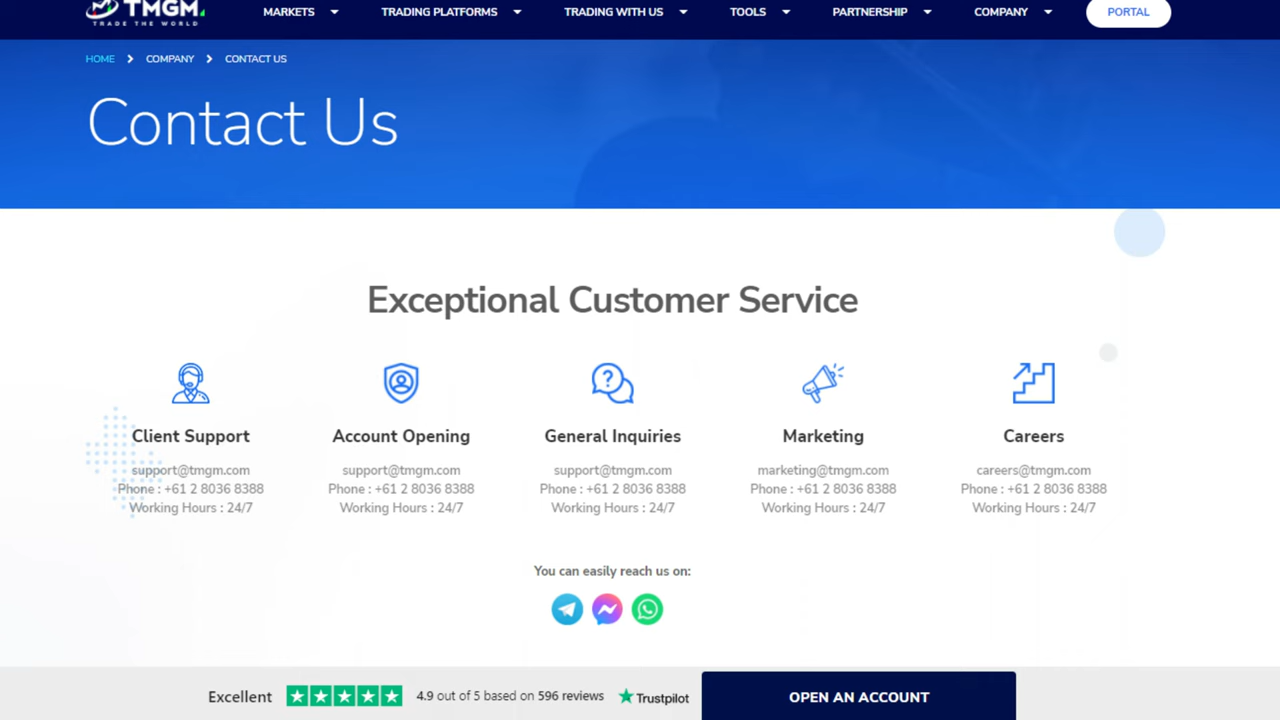 TMGM
TRADE THE WORLD
MARKETS
TRADING PLATFORMS
TRADING WITH US
TOOLS
PARTNERSHIP
COMPANY
PORTAL
HOME > COMPANY > CONTACT US
Contact Us
Exceptional Customer Service
Client Support
support@tmgm.com
Phone : +61 2 8036 8388
Working Hours : 24/7
Account Opening
support@tmgm.com
Phone : +61 2 8036 8388
Working Hours : 24/7
General Inquiries
support@tmgm.com
Phone : +61 2 8036 8388
Working Hours : 24/7
Marketing
marketing@tmgm.com
Phone : +61 2 8036 8388
Working Hours : 24/7
Careers
careers@tmgm.com
Phone : +61 2 8036 8388
Working Hours : 24/7
You can easily reach us on:
Excellent 4.9 out of 5 based on 596 reviews Trustpilot
OPEN AN ACCOUNT